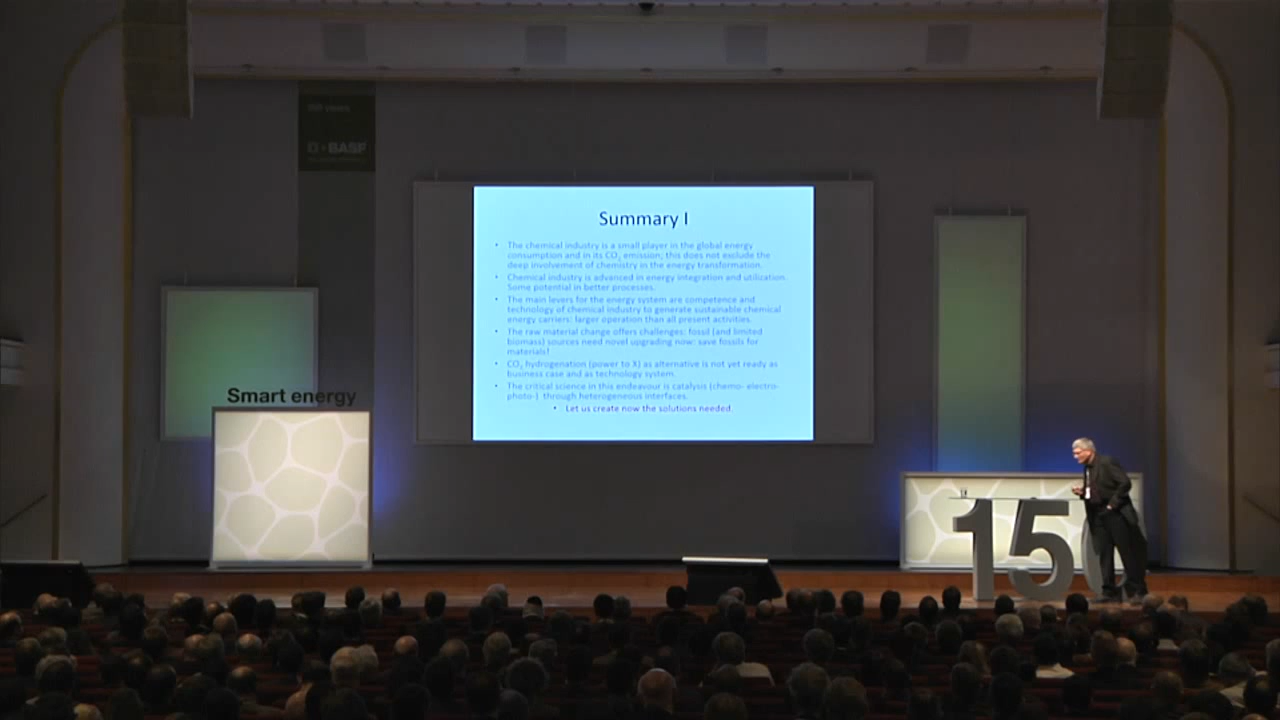 150 years
BASF
Summary I
• The chemical industry is a small player in the global energy
consumption and in its CO₂ emission; this does not exclude the
deep involvement of chemistry in the energy transformation.
• Chemical industry is advanced in energy integration and utilization.
Some potential in better processes.
• The main levers for the energy system are competence and
technology of chemical industry to generate sustainable chemical
energy carriers: larger operation than all present activities.
• The raw material change offers challenges: fossil (and limited
biomass) sources need novel upgrading now: save fossils for
materials!
• CO₂ hydrogenation (power to X) as alternative is not yet ready as
business case and as technology system.
• The critical science in this endeavour is catalysis (chemo- electro-
photo-) through heterogeneous interfaces.
• Let us create now the solutions needed.
Smart energy
15